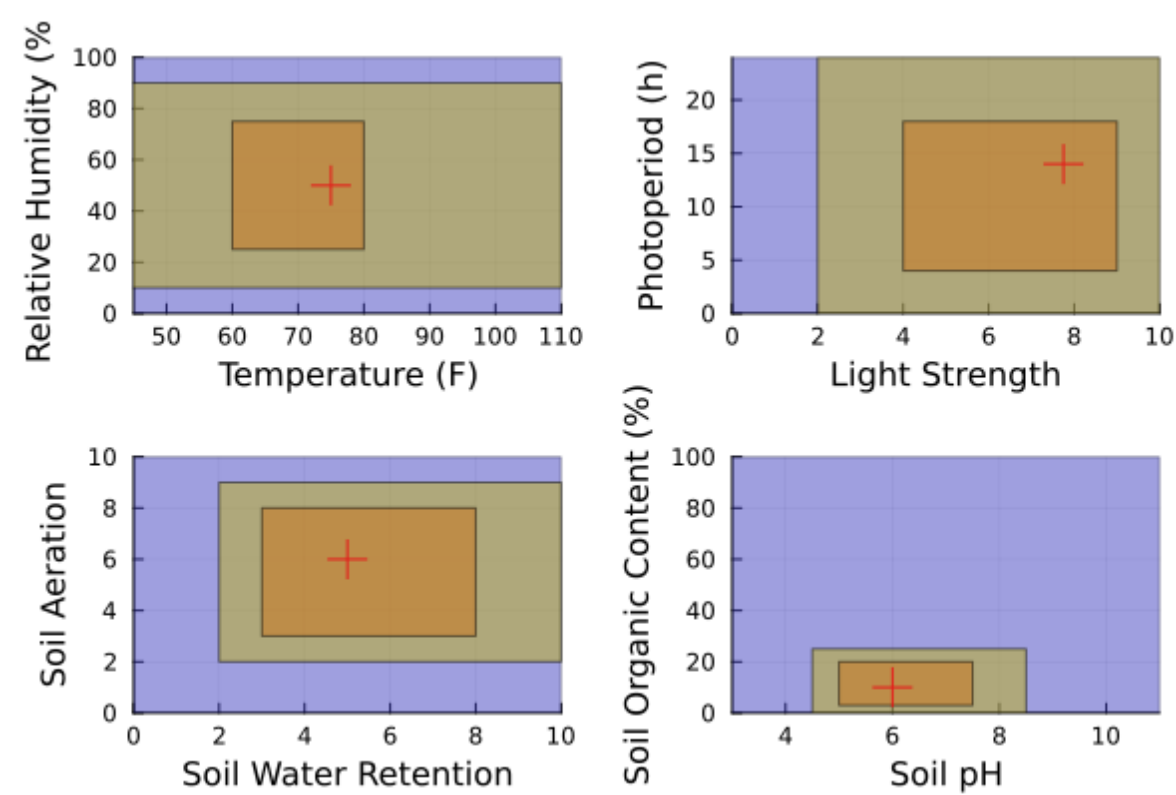 Relative Humidity (%
100
80
60
40
20
0
50 60 70 80 90 100 110
Temperature (F)
Photoperiod (h)
20
15
10
5
0
0 2 4 6 8 10
Light Strength
Soil Aeration
10
8
6
4
2
0
0 2 4 6 8 10
Soil Water Retention
Soil Organic Content (%)
100
80
60
40
20
0
4 6 8 10
Soil pH